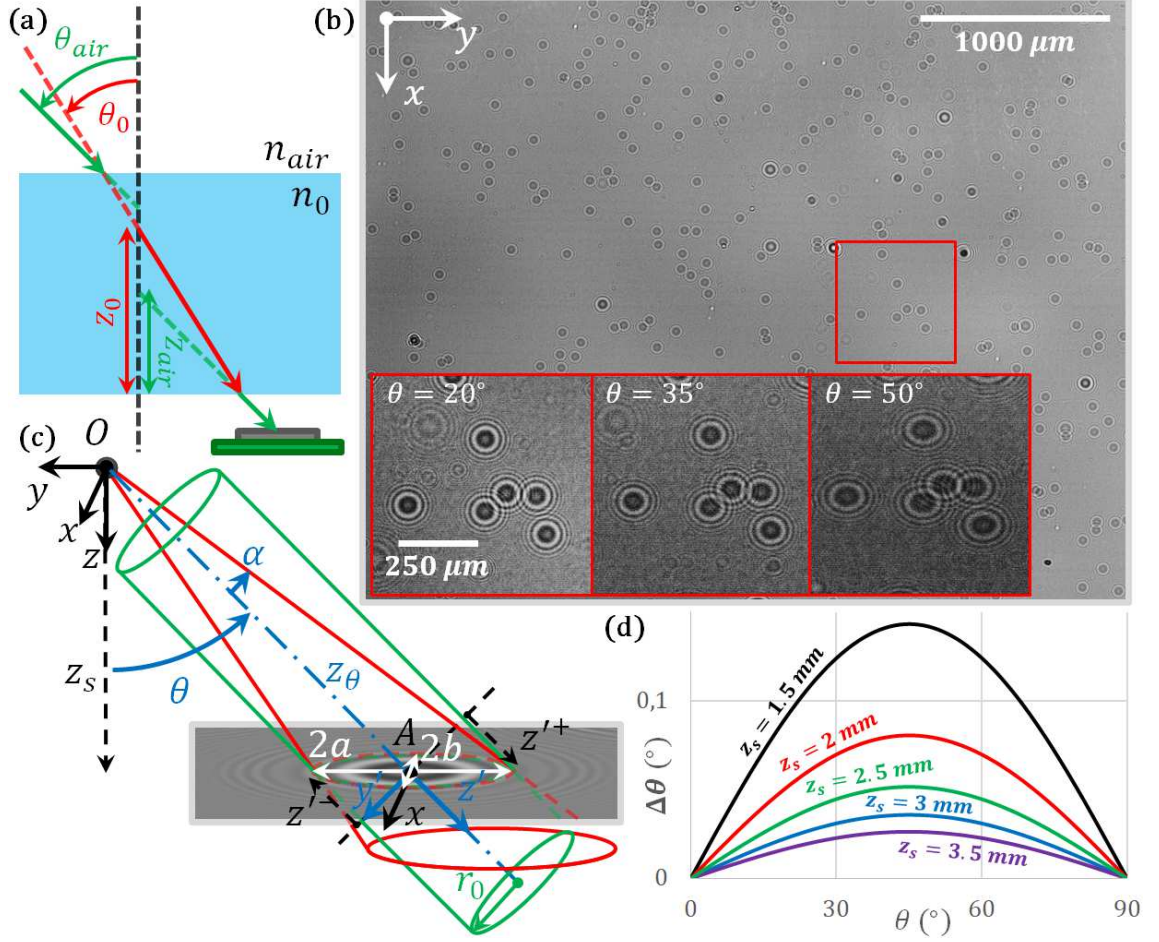 (a)
θair
θ0
nair
n0
z0
zair
(b)
y
x
1000 μm
θ = 20°
θ = 35°
θ = 50°
250 μm
(c)
O
y
x
z
α
zs
θ
zθ
A
2a
2b
z'+
z'−
y'
z'
x
r0
(d)
0,1
0
Δθ (°)
zs = 1.5 mm
zs = 2 mm
zs = 2.5 mm
zs = 3 mm
zs = 3.5 mm
0
30
60
90
θ (°)